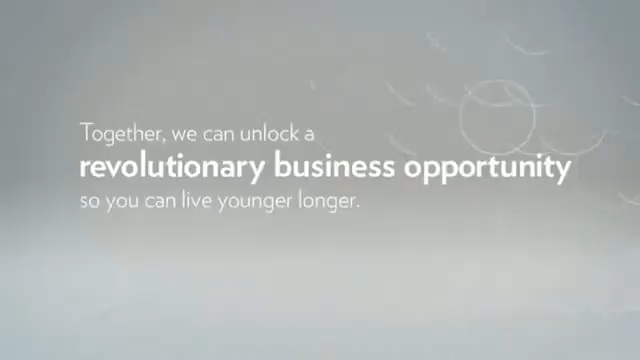 Together, we can unlock a
revolutionary business opportunity
so you can live younger longer.